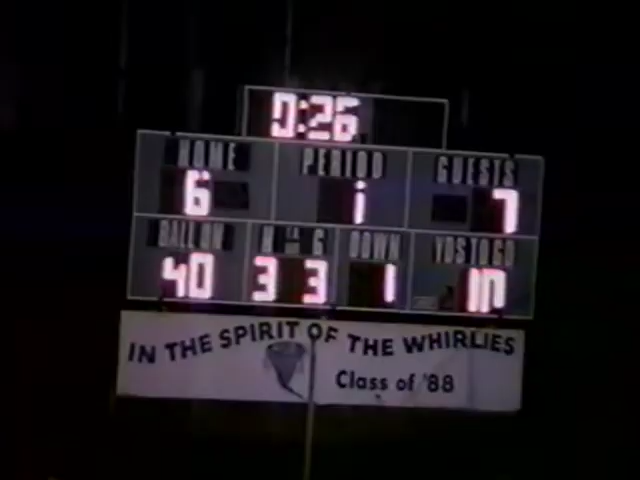 0:26
HOME PERIOD GUESTS
6 1 7
BALL ON H G DOWN YDS TO GO
40 3 3 1 10
IN THE SPIRIT OF THE WHIRLIES
Class of '88